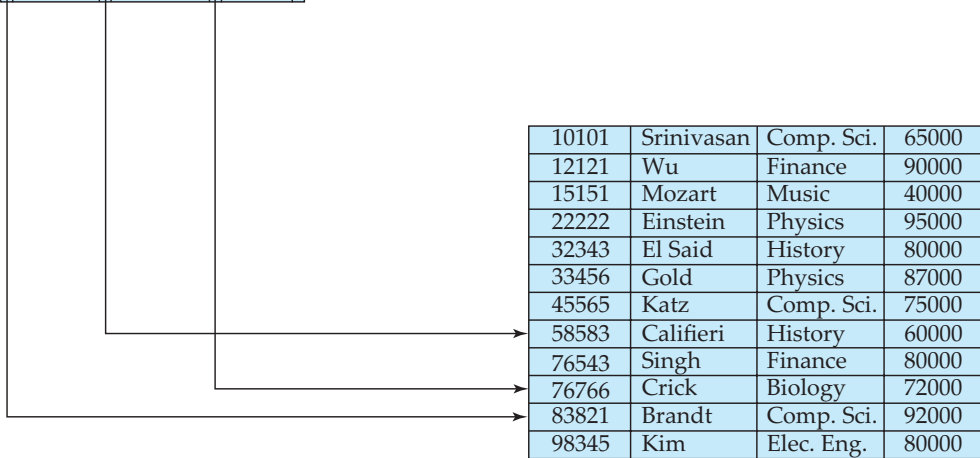 10101 Srinivasan Comp. Sci. 65000
12121 Wu Finance 90000
15151 Mozart Music 40000
22222 Einstein Physics 95000
32343 El Said History 80000
33456 Gold Physics 87000
45565 Katz Comp. Sci. 75000
58583 Califieri History 60000
76543 Singh Finance 80000
76766 Crick Biology 72000
83821 Brandt Comp. Sci. 92000
98345 Kim Elec. Eng. 80000